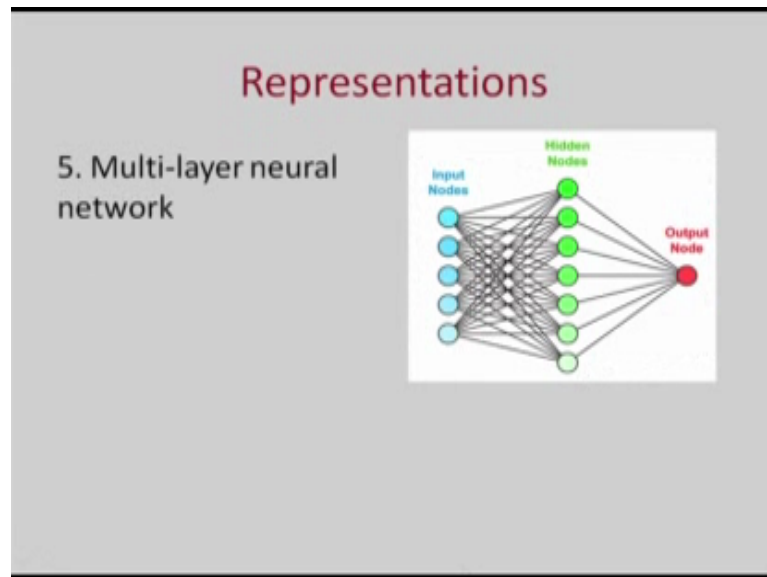 Representations
5. Multi-layer neural
network
Input
Nodes
Hidden
Nodes
Output
Node